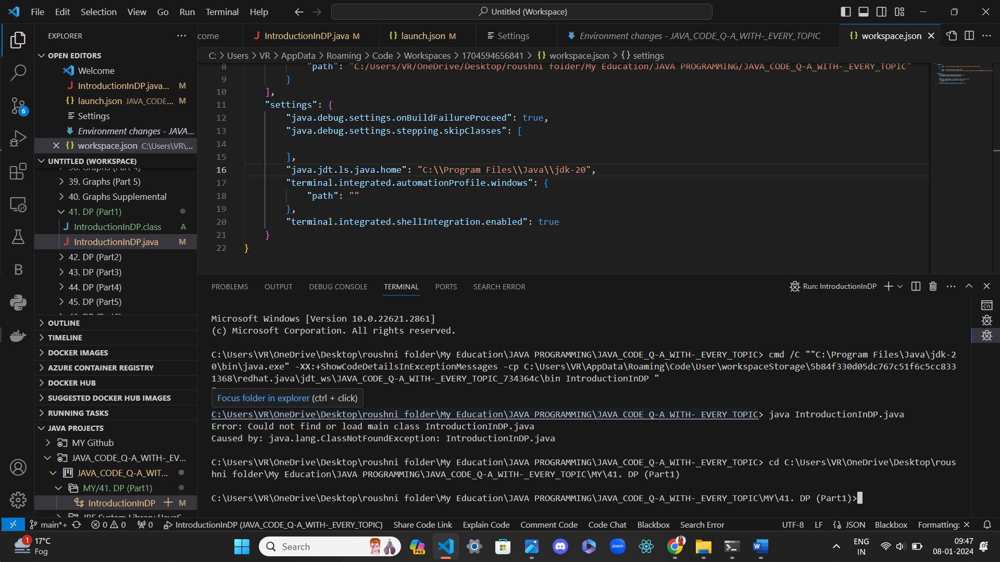 File Edit Selection View Go Run Terminal Help
Untitled (Workspace)
EXPLORER
come
IntroductionInDP.java M
launch.json M
Settings
Environment changes - JAVA_CODE_Q-A_WITH-_EVERY_TOPIC
workspace.json
C: > Users > VR > AppData > Roaming > Code > Workspaces > 1704594656841 > {} workspace.json > {} settings
OPEN EDITORS
Welcome
IntroductionInDP.java... M
launch.json JAVA_CODE... M
Settings
Environment changes - JAVA...
workspace.json C:\Users\VR\...
UNTITLED (WORKSPACE)
38. Graphs (Part 4)
39. Graphs (Part 5)
40. Graphs Supplemental
41. DP (Part1)
IntroductionInDP.class A
IntroductionInDP.java M
42. DP (Part2)
43. DP (Part3)
44. DP (Part4)
45. DP (Part5)
OUTLINE
TIMELINE
DOCKER IMAGES
AZURE CONTAINER REGISTRY
DOCKER HUB
SUGGESTED DOCKER HUB IMAGES
RUNNING TASKS
JAVA PROJECTS
MY Github
JAVA_CODE_Q-A_WITH-_EV...
JAVA_CODE_Q-A_WIT...
MY/41. DP (Part1)
IntroductionInDP + M
JRE System Library [JavaS
6
B
8 "path": "C:/Users/VR/OneDrive/Desktop/roushni folder/My Education/JAVA PROGRAMMING/JAVA_CODE_Q-A_WITH-_EVERY_TOPIC"
9 }
10 ],
11 "settings": {
12 "java.debug.settings.onBuildFailureProceed": true,
13 "java.debug.settings.stepping.skipClasses": [
14
15 ],
16 "java.jdt.ls.java.home": "C:\\Program Files\\Java\\jdk-20",
17 "terminal.integrated.automationProfile.windows": {
18 "path": ""
19 },
20 "terminal.integrated.shellIntegration.enabled": true
21 }
22 }
PROBLEMS OUTPUT DEBUG CONSOLE TERMINAL PORTS SEARCH ERROR
Run: IntroductionInDP
Microsoft Windows [Version 10.0.22621.2861]
(c) Microsoft Corporation. All rights reserved.
C:\Users\VR\OneDrive\Desktop\roushni folder\My Education\JAVA PROGRAMMING\JAVA_CODE_Q-A_WITH-_EVERY_TOPIC> cmd /C ""C:\Program Files\Java\jdk-2
0\bin\java.exe" -XX:+ShowCodeDetailsInExceptionMessages -cp C:\Users\VR\AppData\Roaming\Code\User\workspaceStorage\5b84f330d05dc767c51f6c5cc833
1368\redhat.java\jdt_ws\JAVA_CODE_Q-A_WITH-_EVERY_TOPIC_734364c\bin IntroductionInDP "
Focus folder in explorer (ctrl + click)
C:\Users\VR\OneDrive\Desktop\roushni folder\My Education\JAVA PROGRAMMING\JAVA_CODE_Q-A_WITH-_EVERY_TOPIC> java IntroductionInDP.java
Error: Could not find or load main class IntroductionInDP.java
Caused by: java.lang.ClassNotFoundException: IntroductionInDP.java
C:\Users\VR\OneDrive\Desktop\roushni folder\My Education\JAVA PROGRAMMING\JAVA_CODE_Q-A_WITH-_EVERY_TOPIC> cd C:\Users\VR\OneDrive\Desktop\rous
hni folder\My Education\JAVA PROGRAMMING\JAVA_CODE_Q-A_WITH-_EVERY_TOPIC\MY\41. DP (Part1)
C:\Users\VR\OneDrive\Desktop\roushni folder\My Education\JAVA PROGRAMMING\JAVA_CODE_Q-A_WITH-_EVERY_TOPIC\MY\41. DP (Part1)>
main*+ 0 0 0 IntroductionInDP (JAVA_CODE_Q-A_WITH-_EVERY_TOPIC) Share Code Link Explain Code Comment Code Code Chat Blackbox Search Error UTF-8 LF {} JSON Blackbox Formatting: ×
1
17°C
Fog
Search
PRE
zoom
ENG
IN
09:47
08-01-2024